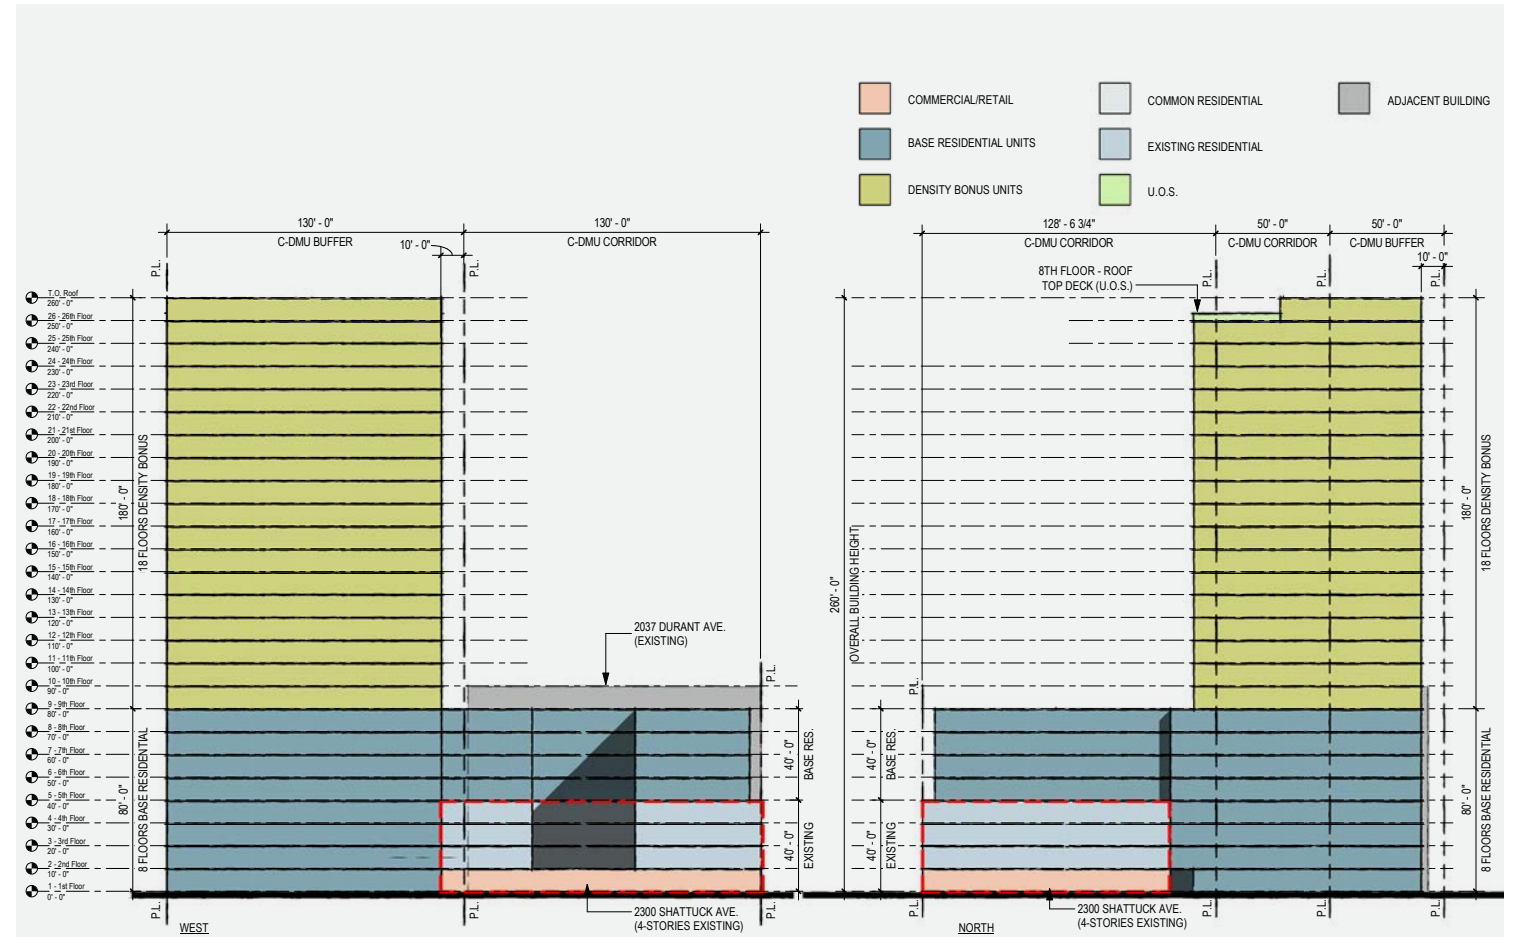 COMMERCIAL/RETAIL
COMMON RESIDENTIAL
ADJACENT BUILDING
BASE RESIDENTIAL UNITS
EXISTING RESIDENTIAL
DENSITY BONUS UNITS
U.O.S.
130' - 0"
C-DMU BUFFER
10' - 0"
130' - 0"
C-DMU CORRIDOR
P.L.
P.L.
T.O. Roof
260' - 0"
26 - 26th Floor
250' - 0"
25 - 25th Floor
240' - 0"
24 - 24th Floor
230' - 0"
23 - 23rd Floor
220' - 0"
22 - 22nd Floor
210' - 0"
21 - 21st Floor
200' - 0"
20 - 20th Floor
190' - 0"
19 - 19th Floor
180' - 0"
18 - 18th Floor
170' - 0"
17 - 17th Floor
160' - 0"
16 - 16th Floor
150' - 0"
15 - 15th Floor
140' - 0"
14 - 14th Floor
130' - 0"
13 - 13th Floor
120' - 0"
12 - 12th Floor
110' - 0"
11 - 11th Floor
100' - 0"
10 - 10th Floor
90' - 0"
9 - 9th Floor
80' - 0"
8 - 8th Floor
70' - 0"
7 - 7th Floor
60' - 0"
6 - 6th Floor
50' - 0"
5 - 5th Floor
40' - 0"
4 - 4th Floor
30' - 0"
3 - 3rd Floor
20' - 0"
2 - 2nd Floor
10' - 0"
1 - 1st Floor
0' - 0"
180' - 0"
18 FLOORS DENSITY BONUS
80' - 0"
8 FLOORS BASE RESIDENTIAL
2037 DURANT AVE.
(EXISTING)
P.L.
40' - 0"
BASE RES.
40' - 0"
EXISTING
2300 SHATTUCK AVE.
(4-STORIES EXISTING)
P.L.
P.L.
P.L.
WEST
128' - 6 3/4"
C-DMU CORRIDOR
50' - 0"
C-DMU CORRIDOR
50' - 0"
C-DMU BUFFER
10' - 0"
8TH FLOOR - ROOF
TOP DECK (U.O.S.)
P.L.
P.L.
P.L.
260' - 0"
OVERALL BUILDING HEIGHT
P.L.
40' - 0"
BASE RES.
40' - 0"
EXISTING
180' - 0"
18 FLOORS DENSITY BONUS
80' - 0"
8 FLOORS BASE RESIDENTIAL
2300 SHATTUCK AVE.
(4-STORIES EXISTING)
P.L.
P.L.
P.L.
P.L.
NORTH